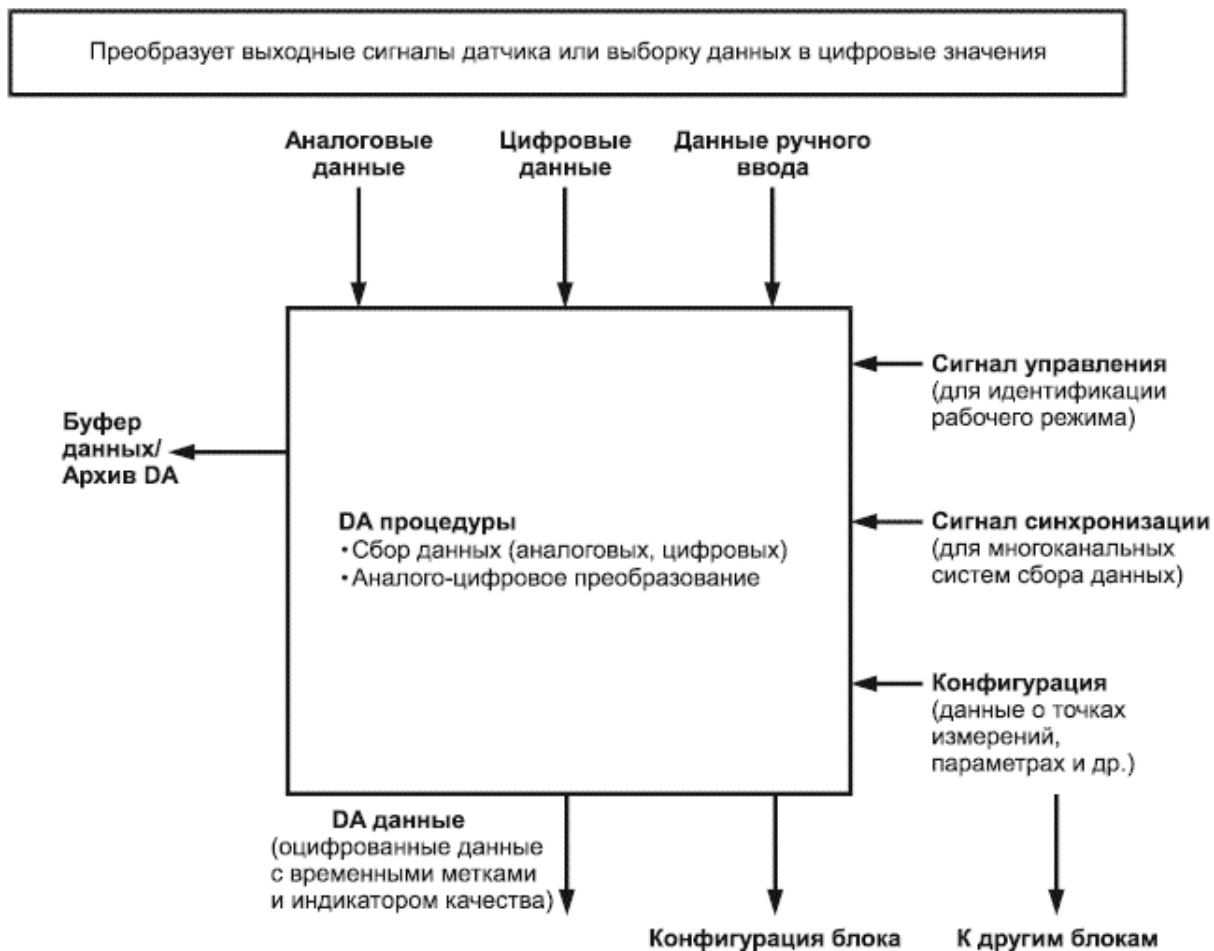 Преобразует выходные сигналы датчика или выборку данных в цифровые значения
Аналоговые
данные
Цифровые
данные
Данные ручного
ввода
Сигнал управления
(для идентификации
рабочего режима)
Буфер
данных/
Архив DA
DA процедуры
•Сбор данных (аналоговых, цифровых)
•Аналого-цифровое преобразование
Сигнал синхронизации
(для многоканальных
систем сбора данных)
Конфигурация
(данные о точках
измерений,
параметрах и др.)
DA данные
(оцифрованные данные
с временными метками
и индикатором качества)
Конфигурация блока
К другим блокам